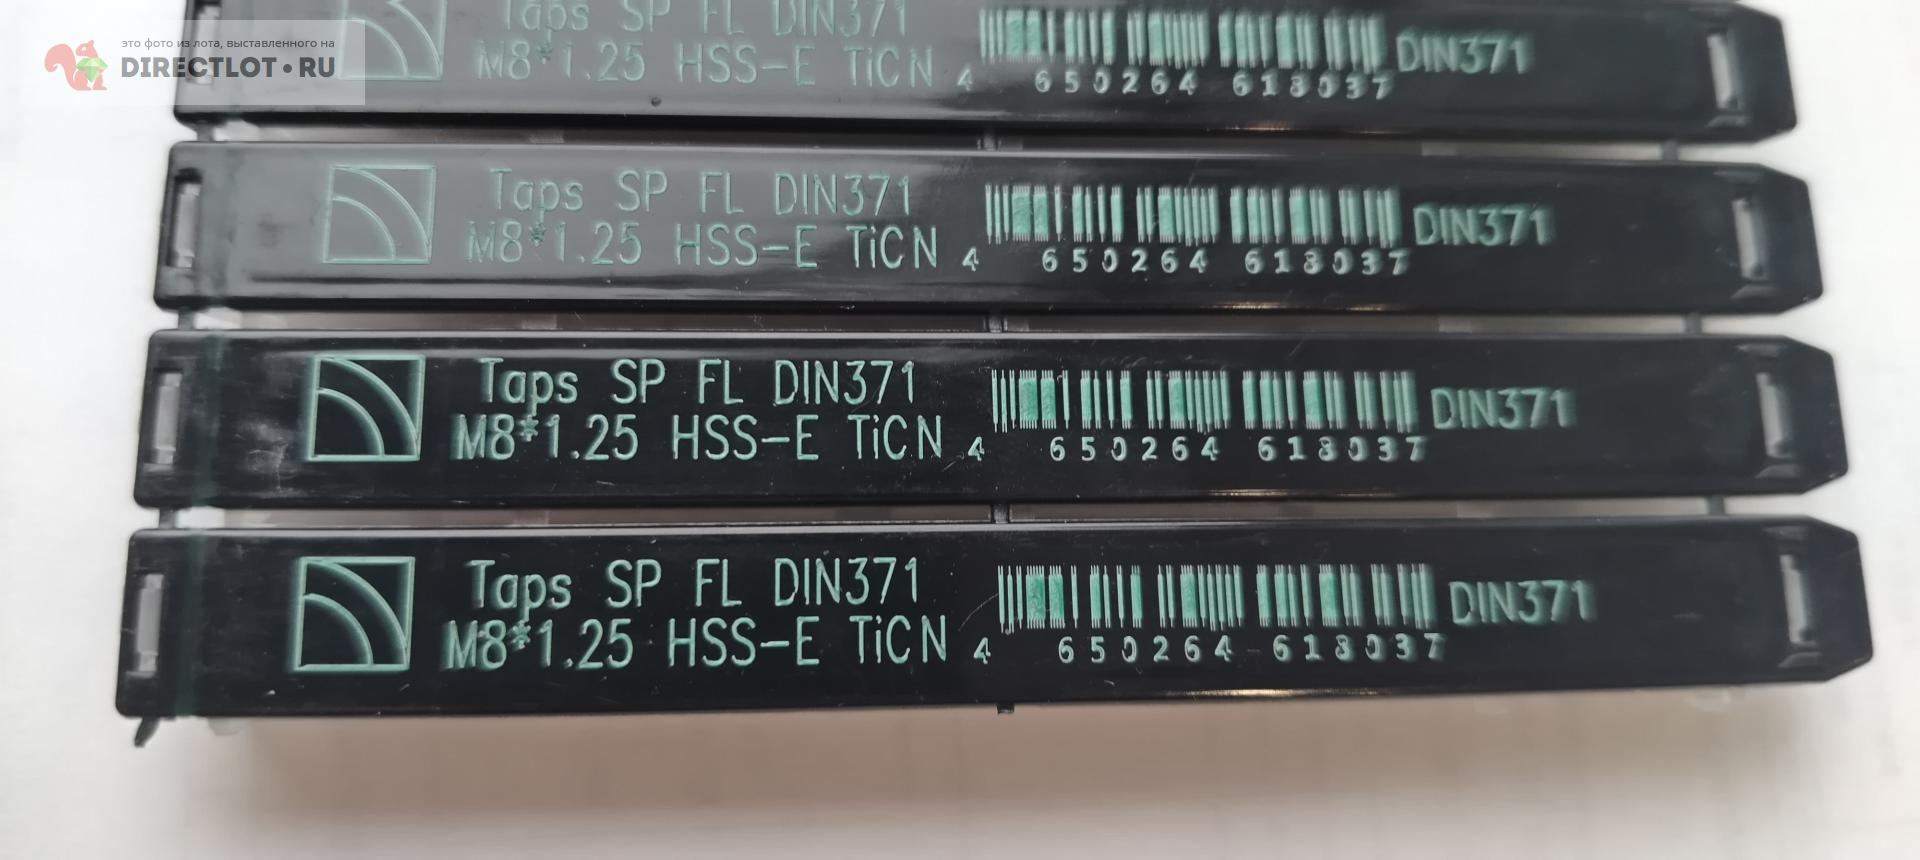 это фото из лота, выставленного на
DIRECTLOT.RU
Taps SP FL DIN371
M8*1.25 HSS-E TiCN
4 650264 618037
DIN371
Taps SP FL DIN371
M8*1.25 HSS-E TiCN
4 650264 618037
DIN371
Taps SP FL DIN371
M8*1.25 HSS-E TiCN
4 650264 618037
DIN371
Taps SP FL DIN371
M8*1.25 HSS-E TiCN
4 650264 618037
DIN371